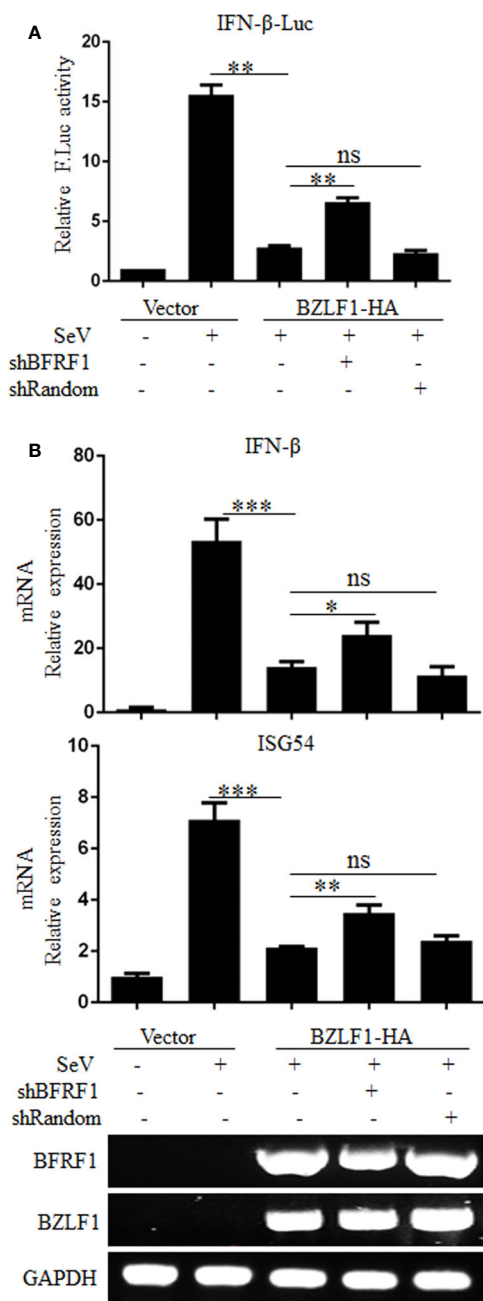 A
IFN-β-Luc
Relative F.Luc activity
20
15
10
5
0
**
**
ns
Vector
BZLF1-HA
SeV - + + + +
shBFRF1 - - - + -
shRandom - - - - +
B
IFN-β
mRNA
Relative expression
80
60
40
20
0
***
*
ns
ISG54
mRNA
Relative expression
8
6
4
2
0
***
**
ns
Vector
BZLF1-HA
SeV - + + + +
shBFRF1 - - - + -
shRandom - - - - +
BFRF1
BZLF1
GAPDH